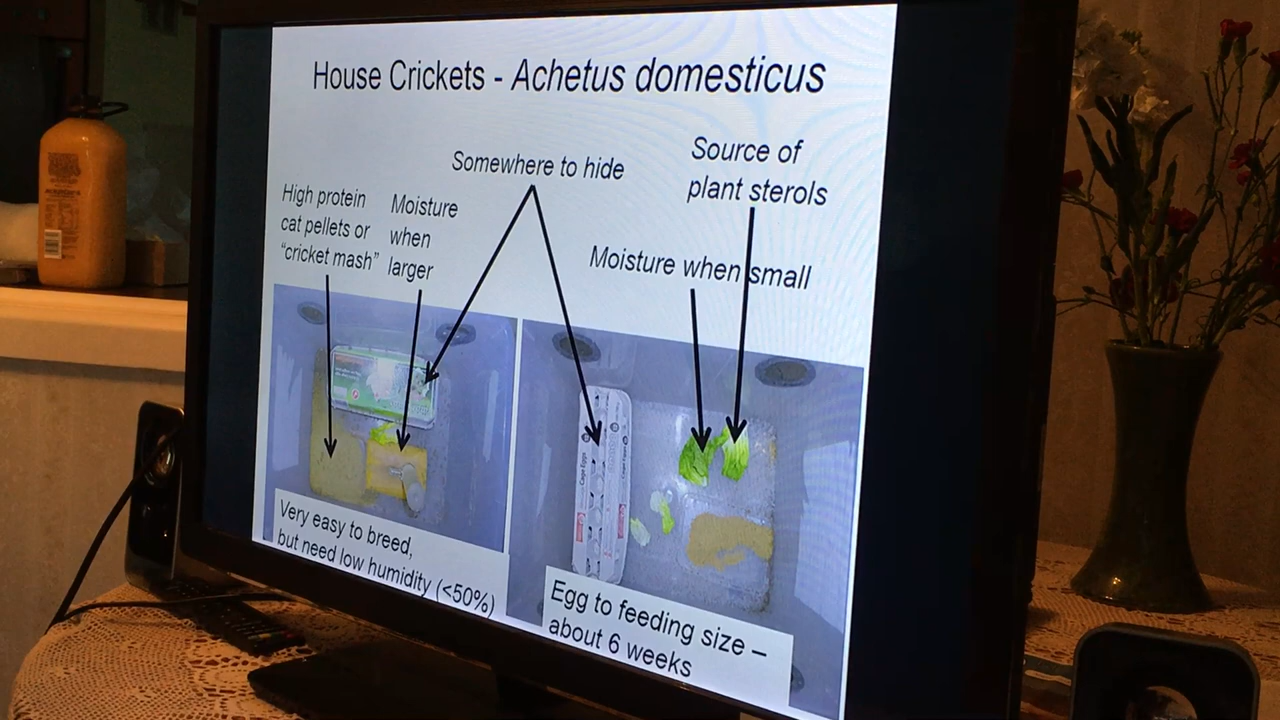 House Crickets - Achetus domesticus
Somewhere to hide
Source of
plant sterols
High protein
cat pellets or
“cricket mash”
Moisture
when
larger
Moisture when small
Cage Eggs
Very easy to breed,
but need low humidity (<50%)
Egg to feeding size –
about 6 weeks